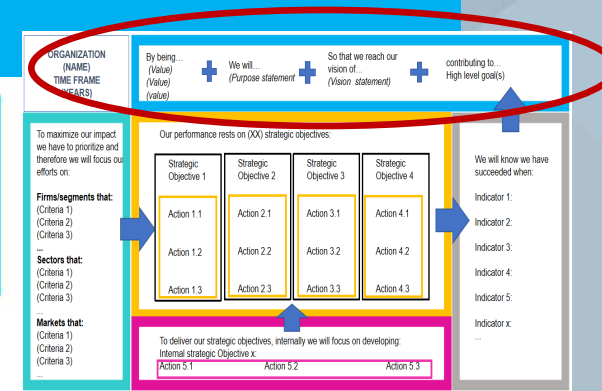 ORGANIZATION
(NAME)
TIME FRAME
(YEARS)
By being…
(Value)
(Value)
(value)
We will…
(Purpose statement
So that we reach our
vision of…
(Vision statement)
contributing to…
High level goal(s)
To maximize our impact
we have to prioritize and
therefore we will focus our
efforts on:
Firms/segments that:
(Criteria 1)
(Criteria 2)
(Criteria 3)
…
Sectors that:
(Criteria 1)
(Criteria 2)
(Criteria 3)
…
Markets that:
(Criteria 1)
(Criteria 2)
(Criteria 3)
…
Our performance rests on (XX) strategic objectives:
Strategic
Objective 1
Action 1.1
Action 1.2
Action 1.3
Strategic
Objective 2
Action 2.1
Action 2.2
Action 2.3
Strategic
Objective 3
Action 3.1
Action 3.2
Action 3.3
Strategic
Objective 4
Action 4.1
Action 4.2
Action 4.3
We will know we have
succeeded when:
Indicator 1:
Indicator 2:
Indicator 3:
Indicator 4:
Indicator 5:
Indicator x:
…
To deliver our strategic objectives, internally we will focus on developing:
Internal strategic Objective x:
Action 5.1 Action 5.2 Action 5.3